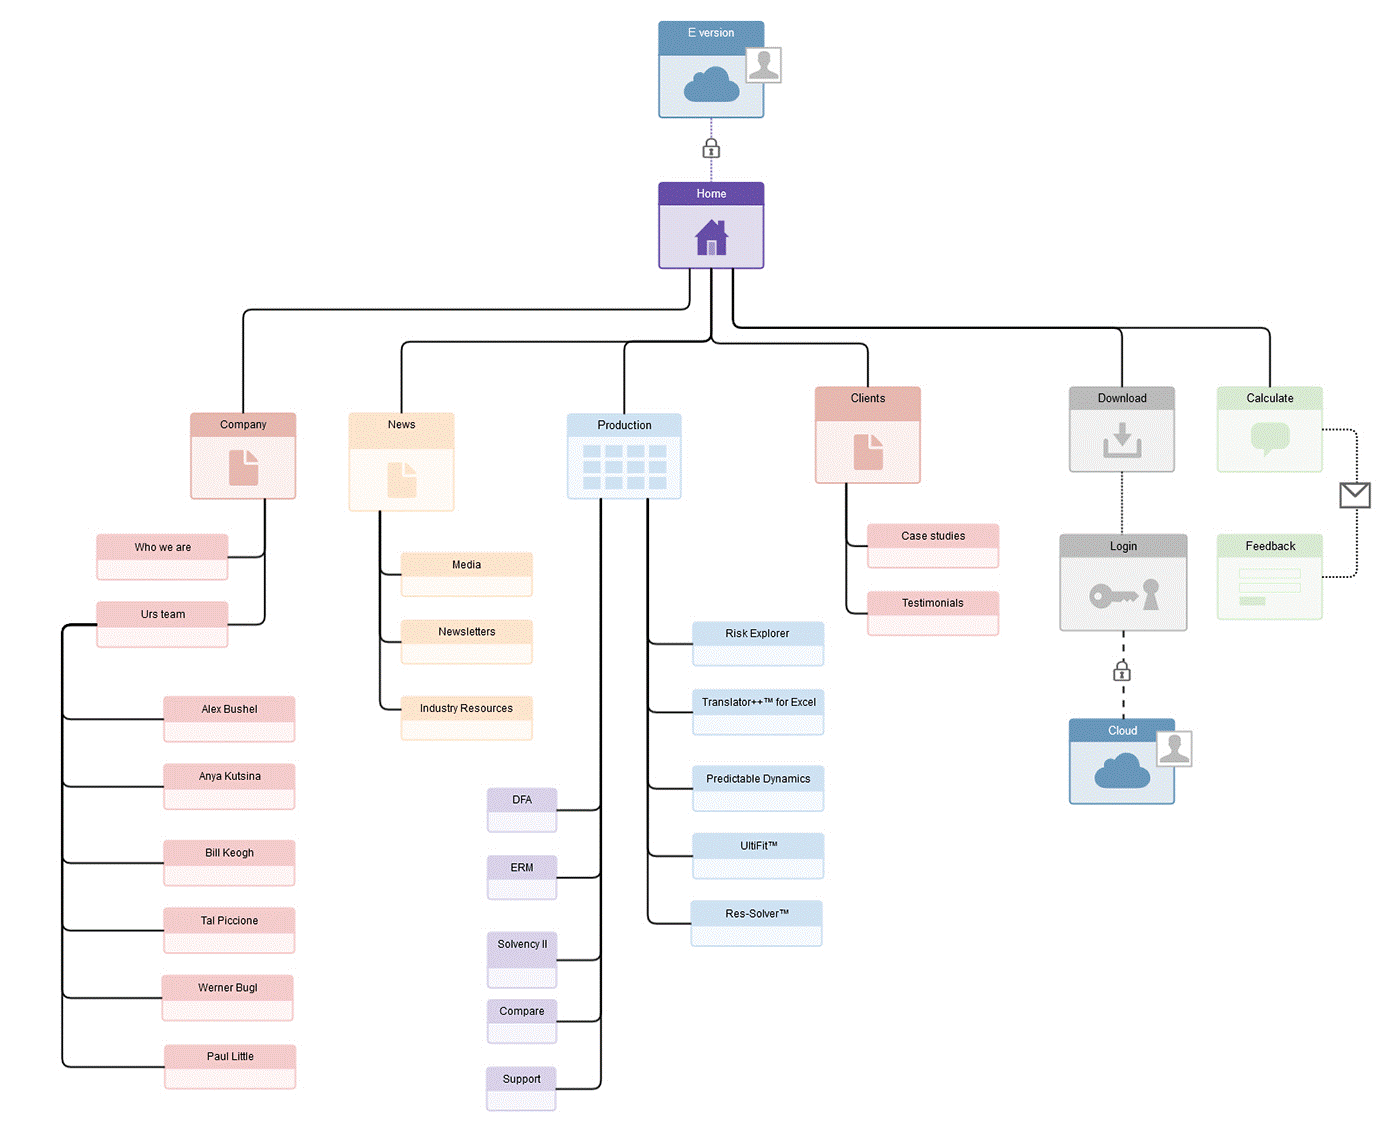 E version
Home
Company
News
Production
Clients
Download
Calculate
Who we are
Urs team
Alex Bushel
Anya Kutsina
Bill Keogh
Tal Piccione
Werner Bugl
Paul Little
Media
Newsletters
Industry Resources
DFA
ERM
Solvency II
Compare
Support
Risk Explorer
Translator++™ for Excel
Predictable Dynamics
UltiFit™
Res-Solver™
Case studies
Testimonials
Login
Cloud
Feedback